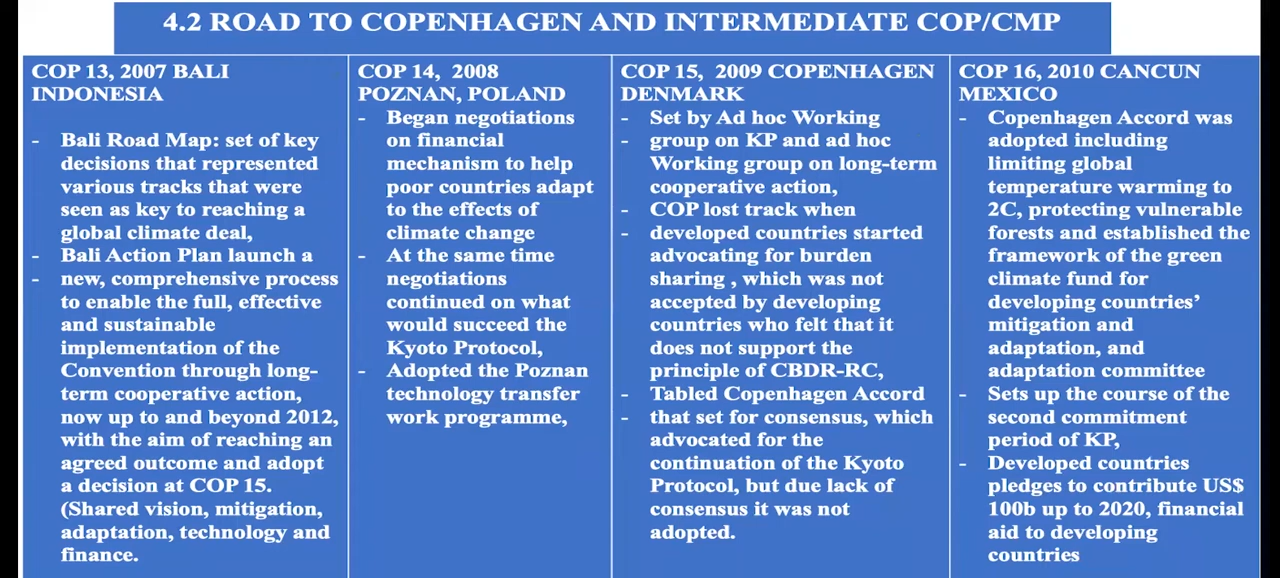 4.2 ROAD TO COPENHAGEN AND INTERMEDIATE COP/CMP
COP 13, 2007 BALI
INDONESIA
- Bali Road Map: set of key
decisions that represented
various tracks that were
seen as key to reaching a
global climate deal,
- Bali Action Plan launch a
- new, comprehensive process
to enable the full, effective
and sustainable
implementation of the
Convention through long-
term cooperative action,
now up to and beyond 2012,
with the aim of reaching an
agreed outcome and adopt
a decision at COP 15.
(Shared vision, mitigation,
adaptation, technology and
finance.
COP 14, 2008
POZNAN, POLAND
- Began negotiations
on financial
mechanism to help
poor countries adapt
to the effects of
climate change
- At the same time
negotiations
continued on what
would succeed the
Kyoto Protocol,
- Adopted the Poznan
technology transfer
work programme,
COP 15, 2009 COPENHAGEN
DENMARK
- Set by Ad hoc Working
- group on KP and ad hoc
Working group on long-term
cooperative action,
- COP lost track when
- developed countries started
advocating for burden
sharing , which was not
accepted by developing
countries who felt that it
does not support the
principle of CBDR-RC,
- Tabled Copenhagen Accord
- that set for consensus, which
advocated for the
continuation of the Kyoto
Protocol, but due lack of
consensus it was not
adopted.
COP 16, 2010 CANCUN
MEXICO
- Copenhagen Accord was
adopted including
limiting global
temperature warming to
2C, protecting vulnerable
forests and established the
framework of the green
climate fund for
developing countries’
mitigation and
adaptation, and
adaptation committee
- Sets up the course of the
second commitment
period of KP,
- Developed countries
pledges to contribute US$
100b up to 2020, financial
aid to developing
countries